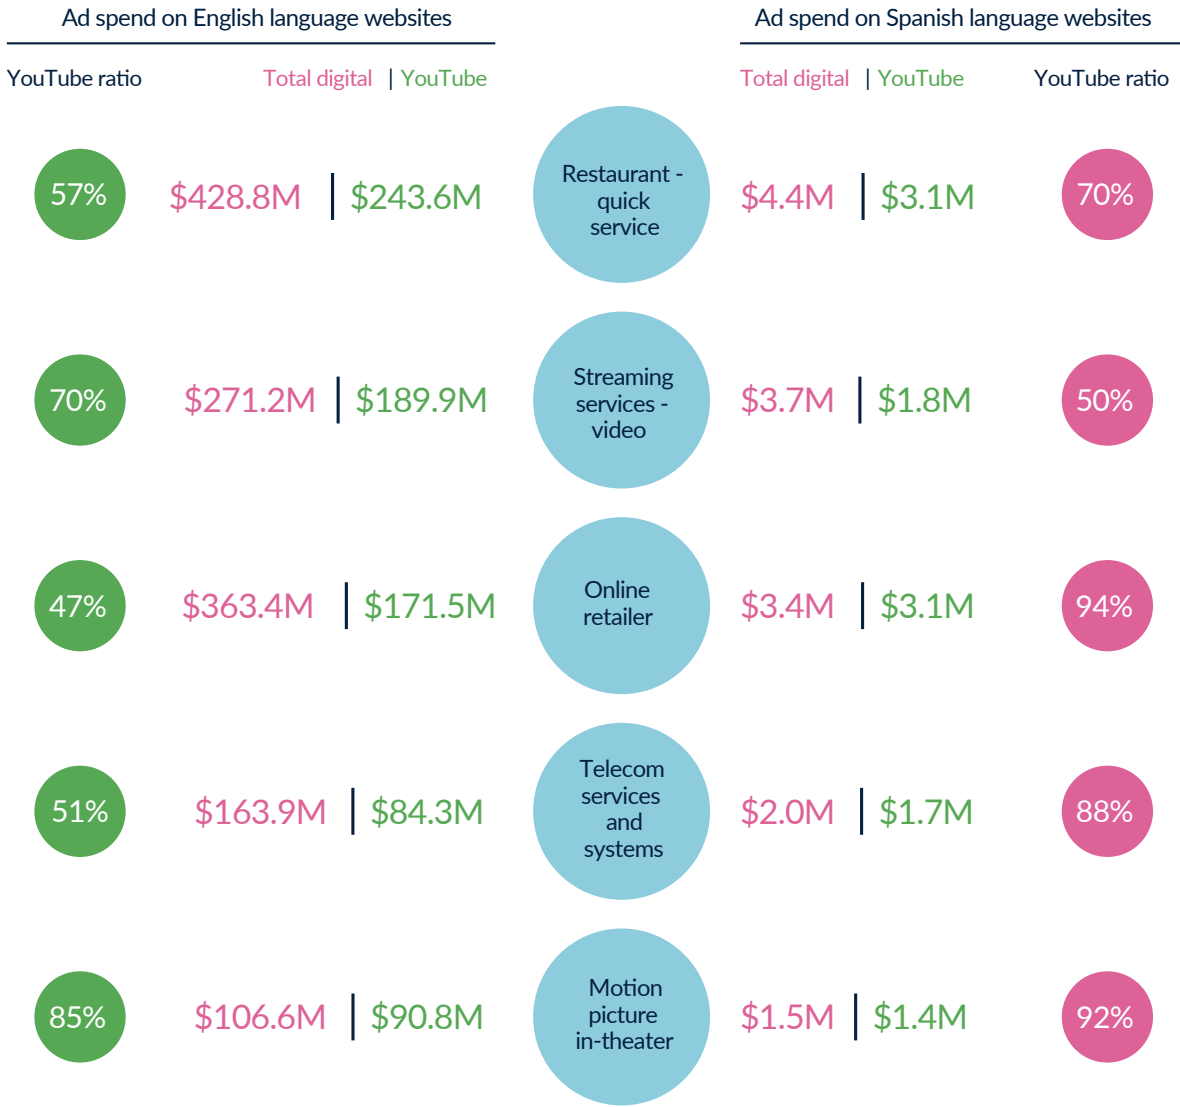 Ad spend on English language websites
Ad spend on Spanish language websites
YouTube ratio
Total digital | YouTube
Total digital | YouTube
YouTube ratio
57%
$428.8M | $243.6M
Restaurant -
quick
service
$4.4M | $3.1M
70%
70%
$271.2M | $189.9M
Streaming
services -
video
$3.7M | $1.8M
50%
47%
$363.4M | $171.5M
Online
retailer
$3.4M | $3.1M
94%
51%
$163.9M | $84.3M
Telecom
services
and
systems
$2.0M | $1.7M
88%
85%
$106.6M | $90.8M
Motion
picture
in-theater
$1.5M | $1.4M
92%